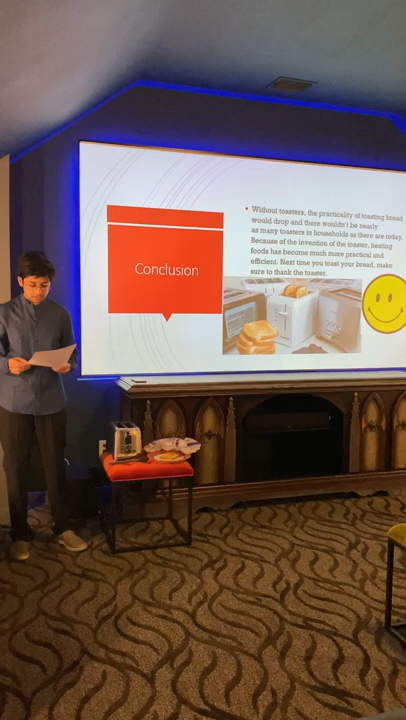 Conclusion
▪ Without toasters, the practicality of toasting bread
would drop and there wouldn't be nearly
as many toasters in households as there are today.
Because of the invention of the toaster, heating
foods has become much more practical and
efficient. Next time you toast your bread, make
sure to thank the toaster.